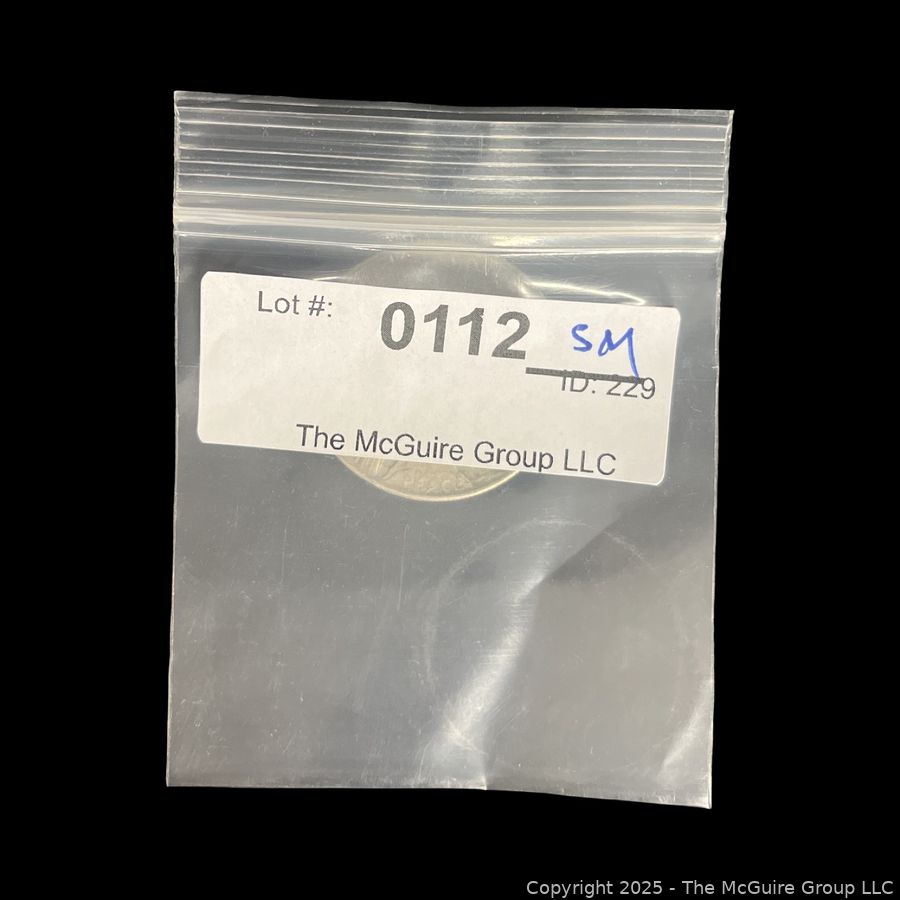 Lot #:
0112 SM
ID: 229
The McGuire Group LLC
Copyright 2025 - The McGuire Group LLC